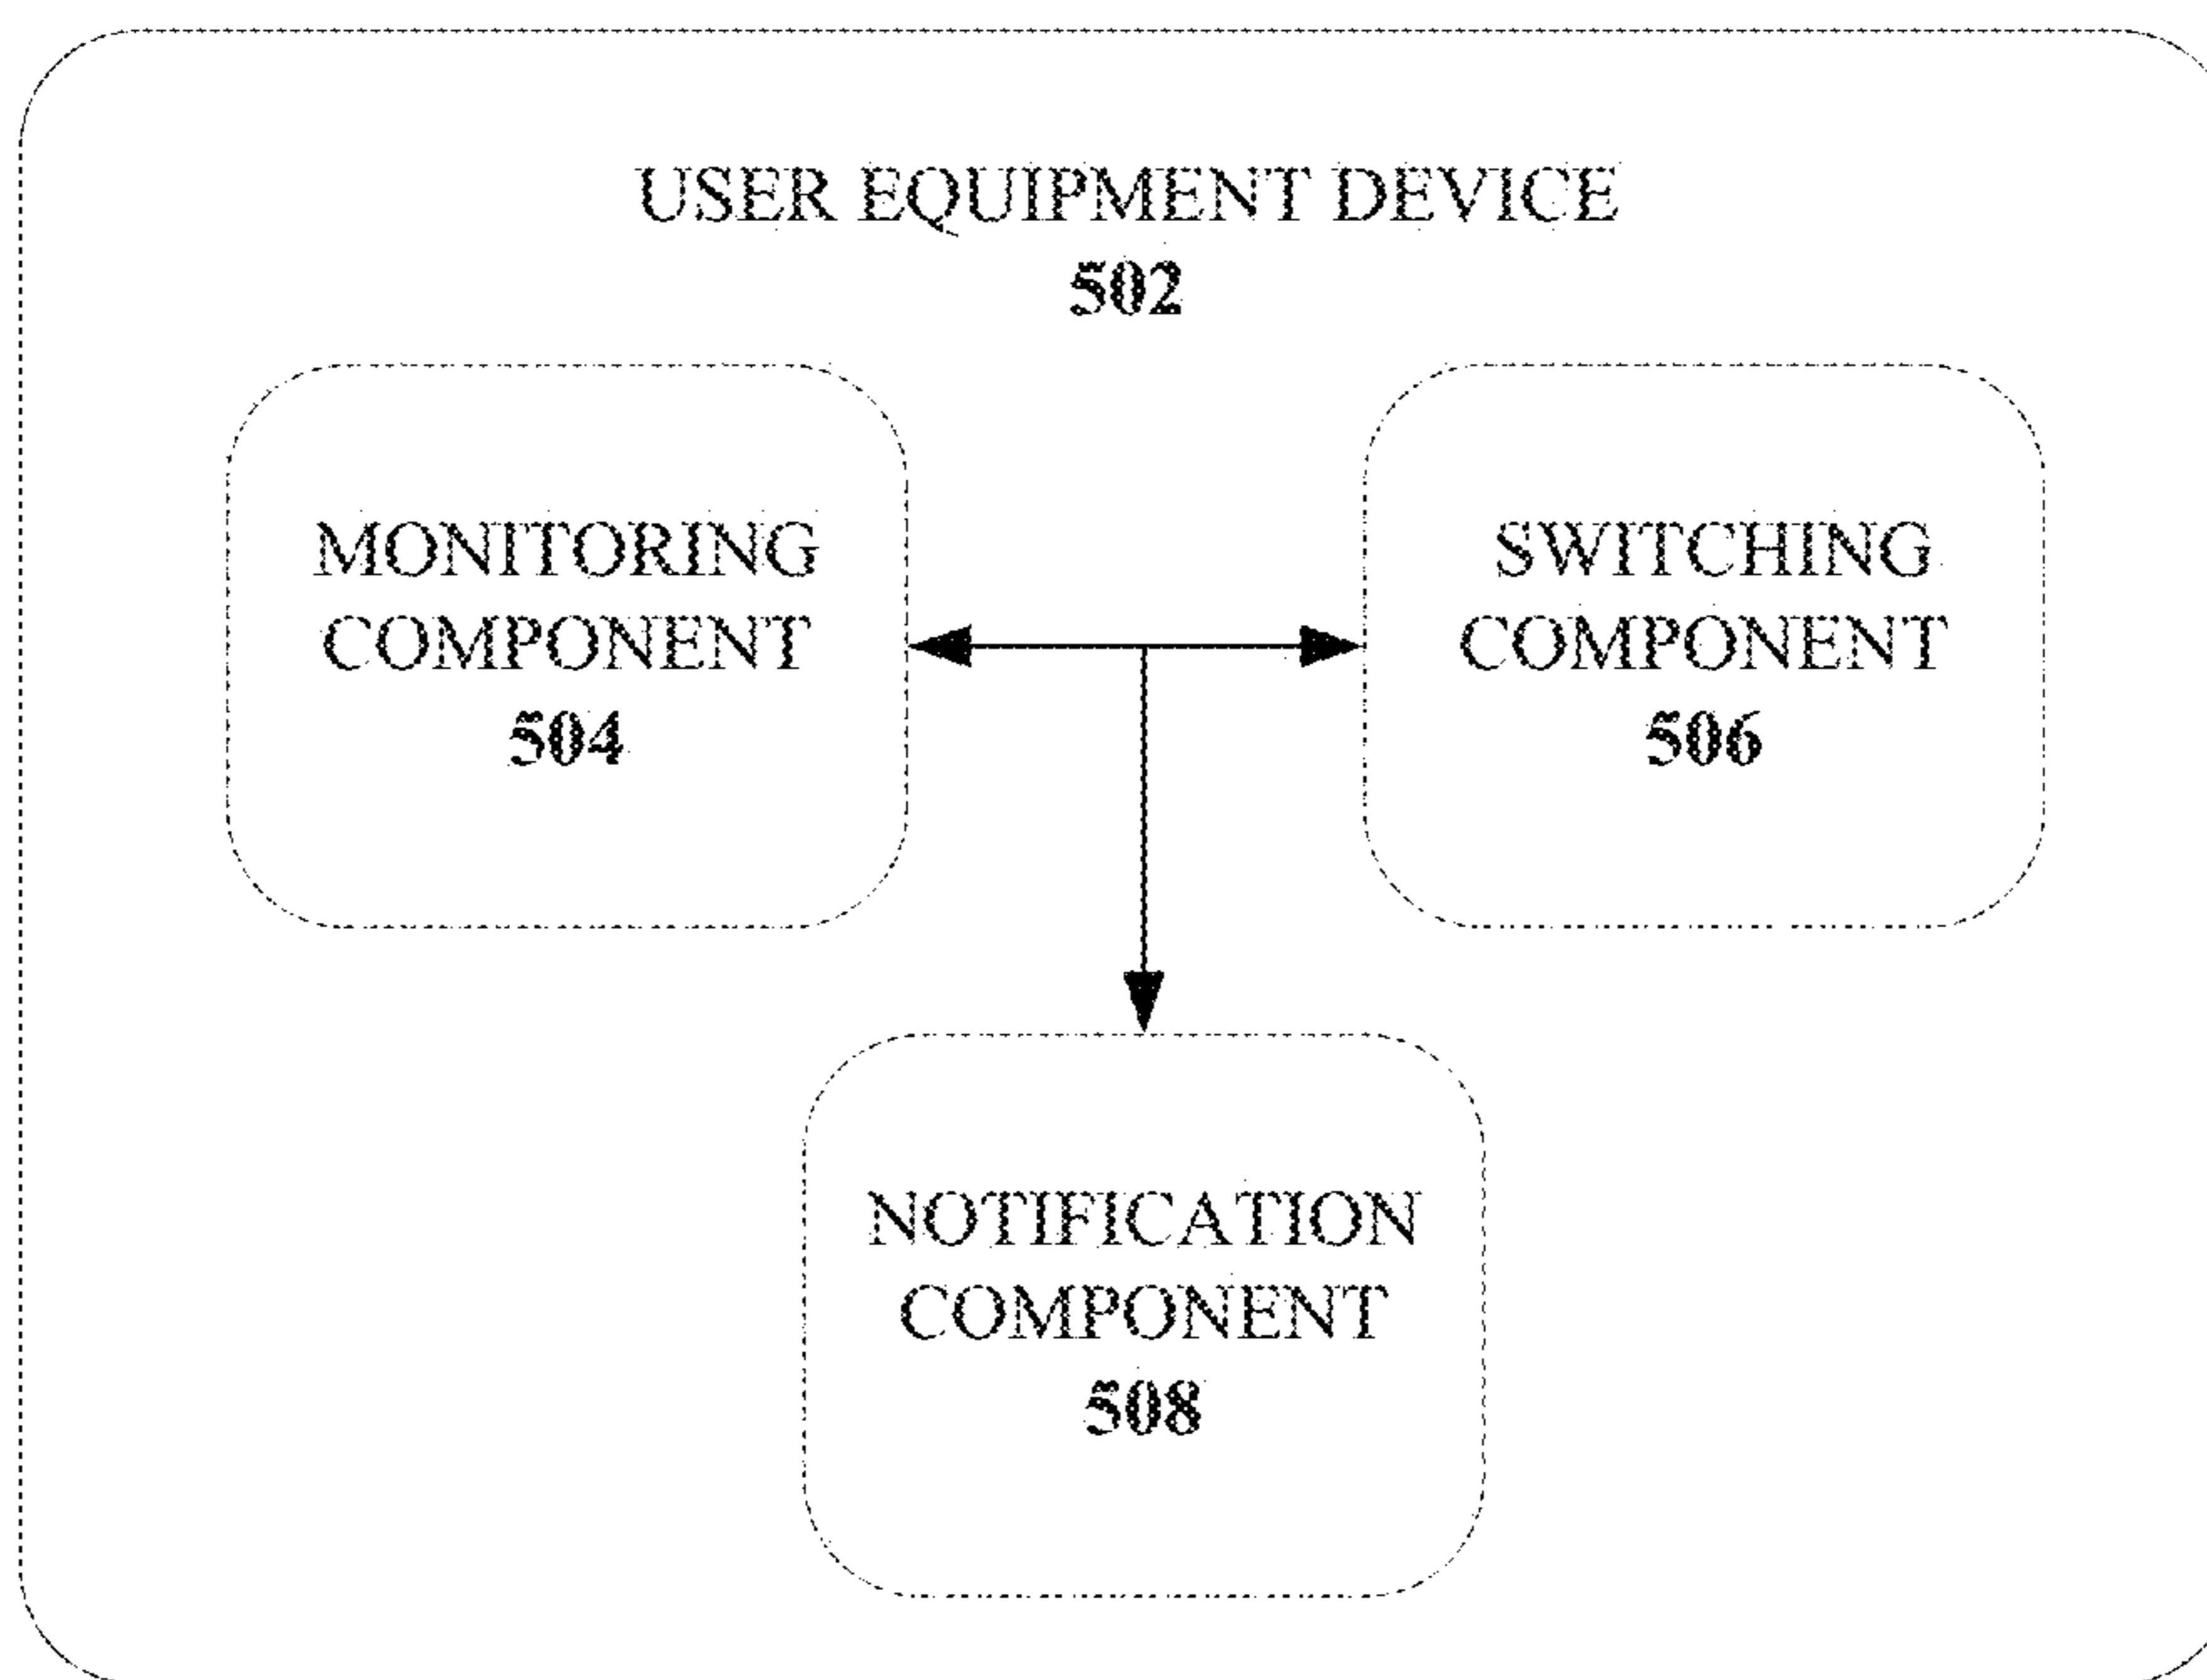 USER EQUIPMENT DEVICE
502
MONITORING
COMPONENT
504
SWITCHING
COMPONENT
506
NOTIFICATION
COMPONENT
508